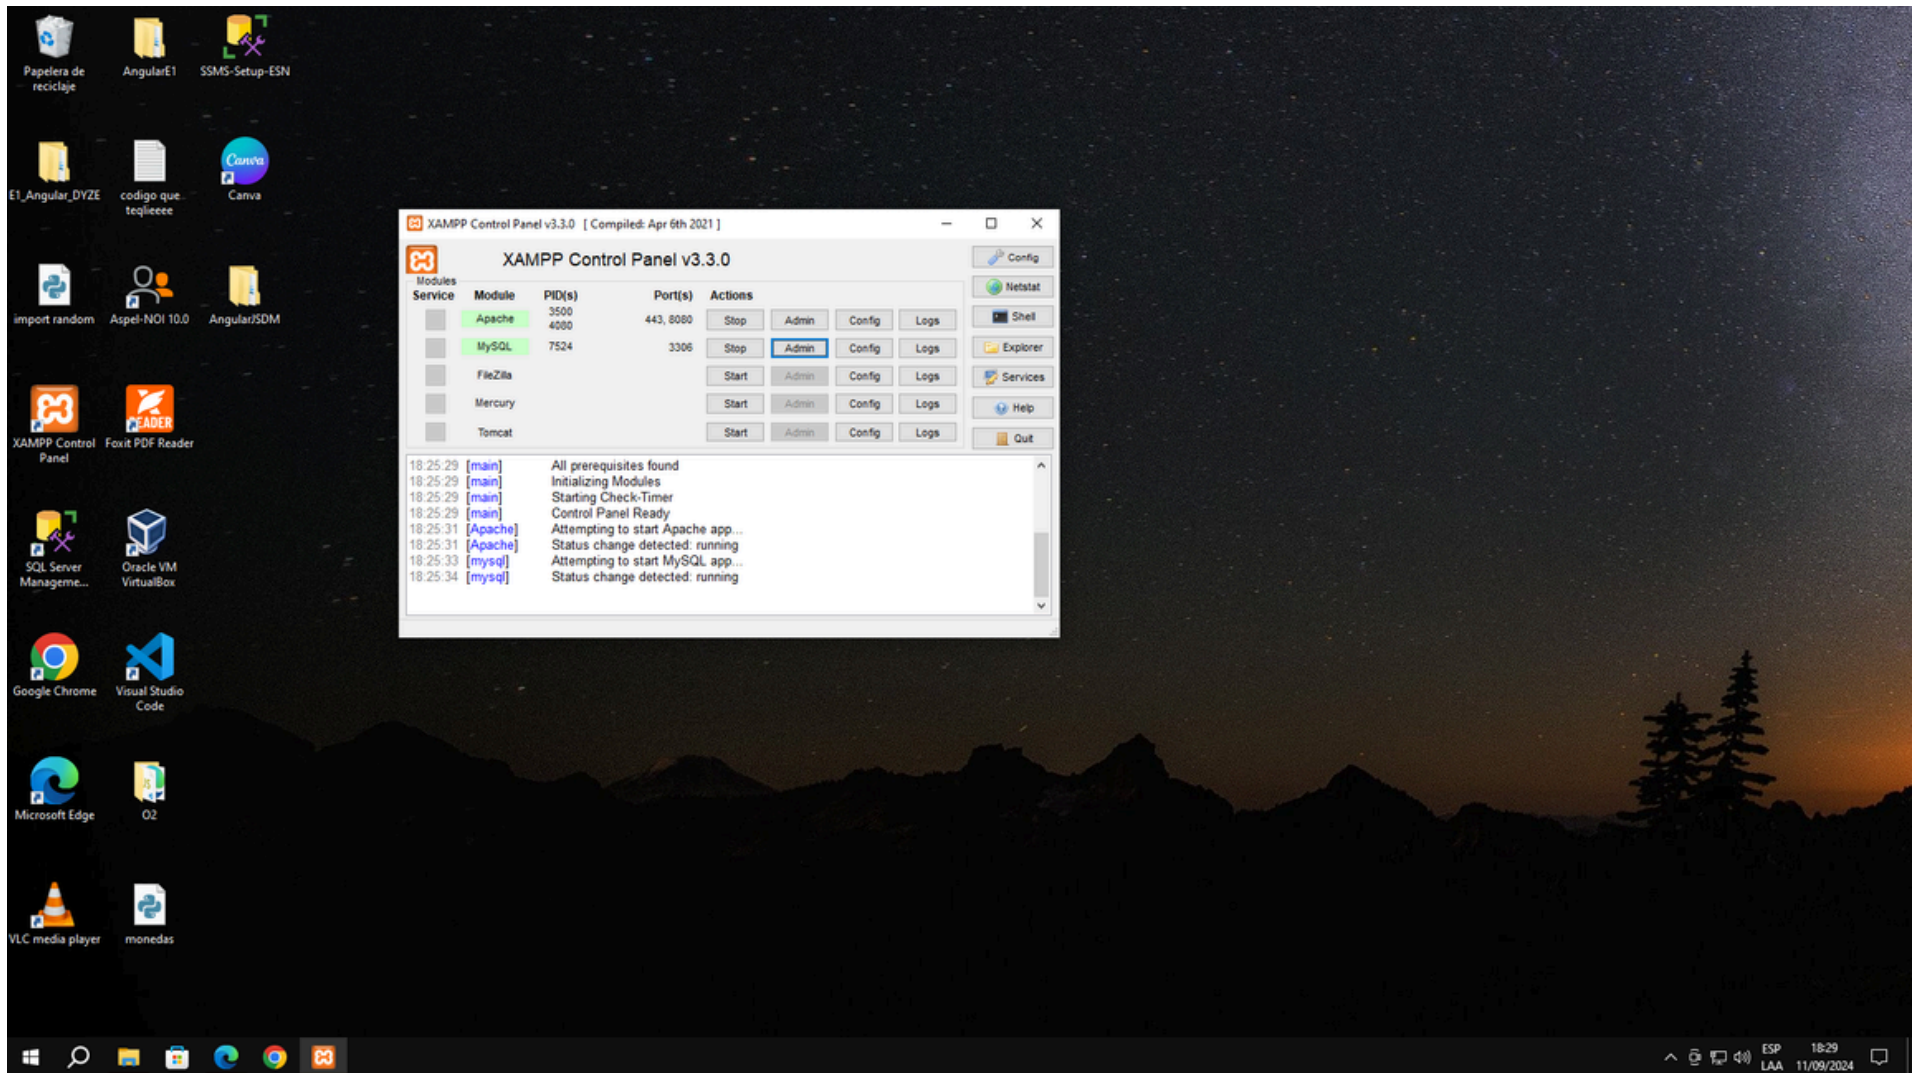 Papelera de
reciclaje
AngularE1
SSMS-Setup-ESN
E1_Angular_DYZE
codigo que
teqlieeee
Canva
Canva
import random
Aspel-NOI 10.0
AngularJSDM
XAMPP Control
Panel
READER
Foxit PDF Reader
SQL Server
Manageme...
Oracle VM
VirtualBox
Google Chrome
Visual Studio
Code
Microsoft Edge
O2
VLC media player
monedas
XAMPP Control Panel v3.3.0 [ Compiled: Apr 6th 2021 ]
XAMPP Control Panel v3.3.0
Modules
Service Module PID(s) Port(s) Actions
Apache 3500 4080 443, 8080 Stop Admin Config Logs
MySQL 7524 3306 Stop Admin Config Logs
FileZilla Start Admin Config Logs
Mercury Start Admin Config Logs
Tomcat Start Admin Config Logs
Config
Netstat
Shell
Explorer
Services
Help
Quit
18:25:29 [main] All prerequisites found
18:25:29 [main] Initializing Modules
18:25:29 [main] Starting Check-Timer
18:25:29 [main] Control Panel Ready
18:25:31 [Apache] Attempting to start Apache app...
18:25:31 [Apache] Status change detected: running
18:25:33 [mysql] Attempting to start MySQL app...
18:25:34 [mysql] Status change detected: running
ESP
LAA
18:29
11/09/2024